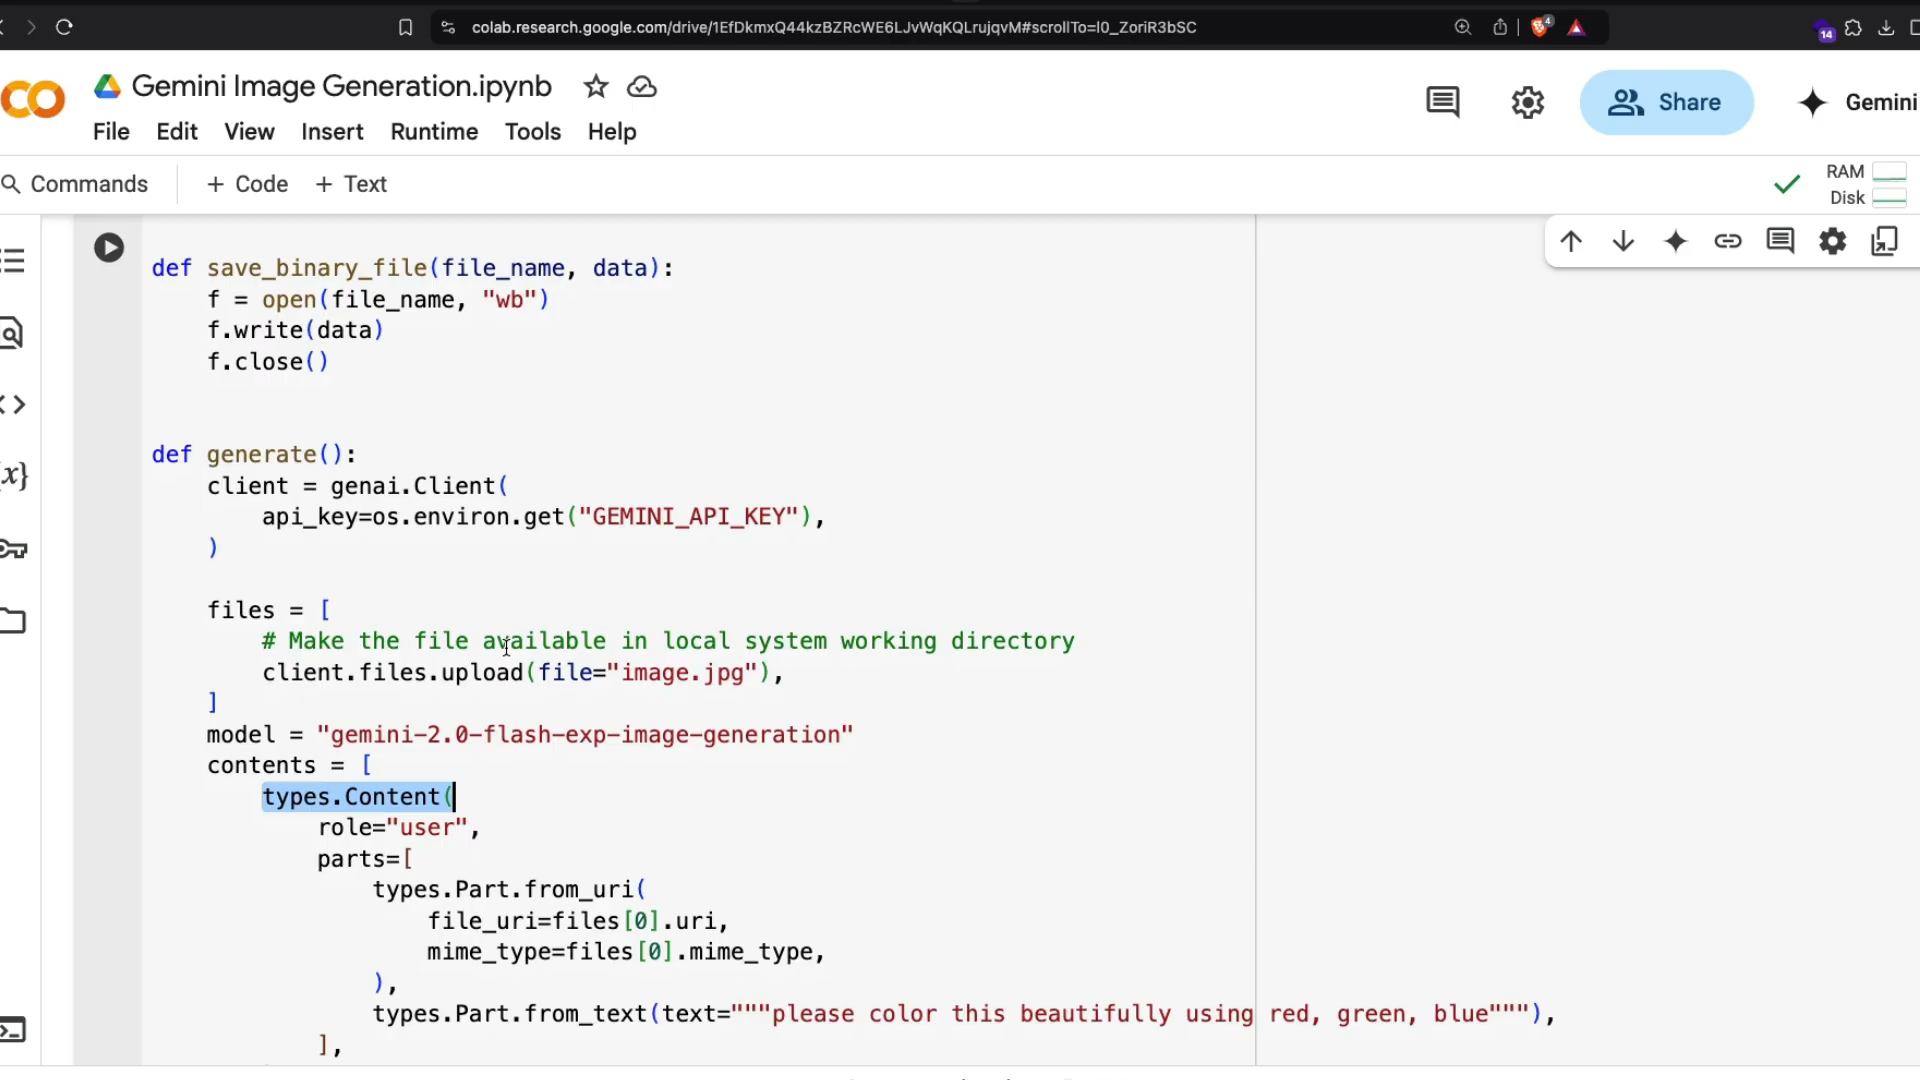 colab.research.google.com/drive/1EfDkmxQ44kzBZRcWE6LJvWqKQLrujqvM#scrollTo=I0_ZoriR3bSC
4
14
Gemini Image Generation.ipynb
File Edit View Insert Runtime Tools Help
Share
Gemini
Commands
+ Code + Text
RAM
Disk
def save_binary_file(file_name, data):
    f = open(file_name, "wb")
    f.write(data)
    f.close()
def generate():
    client = genai.Client(
        api_key=os.environ.get("GEMINI_API_KEY"),
    )
    files = [
        # Make the file available in local system working directory
        client.files.upload(file="image.jpg"),
    ]
    model = "gemini-2.0-flash-exp-image-generation"
    contents = [
        types.Content(
            role="user",
            parts=[
                types.Part.from_uri(
                    file_uri=files[0].uri,
                    mime_type=files[0].mime_type,
                ),
                types.Part.from_text(text="""please color this beautifully using red, green, blue"""),
            ],